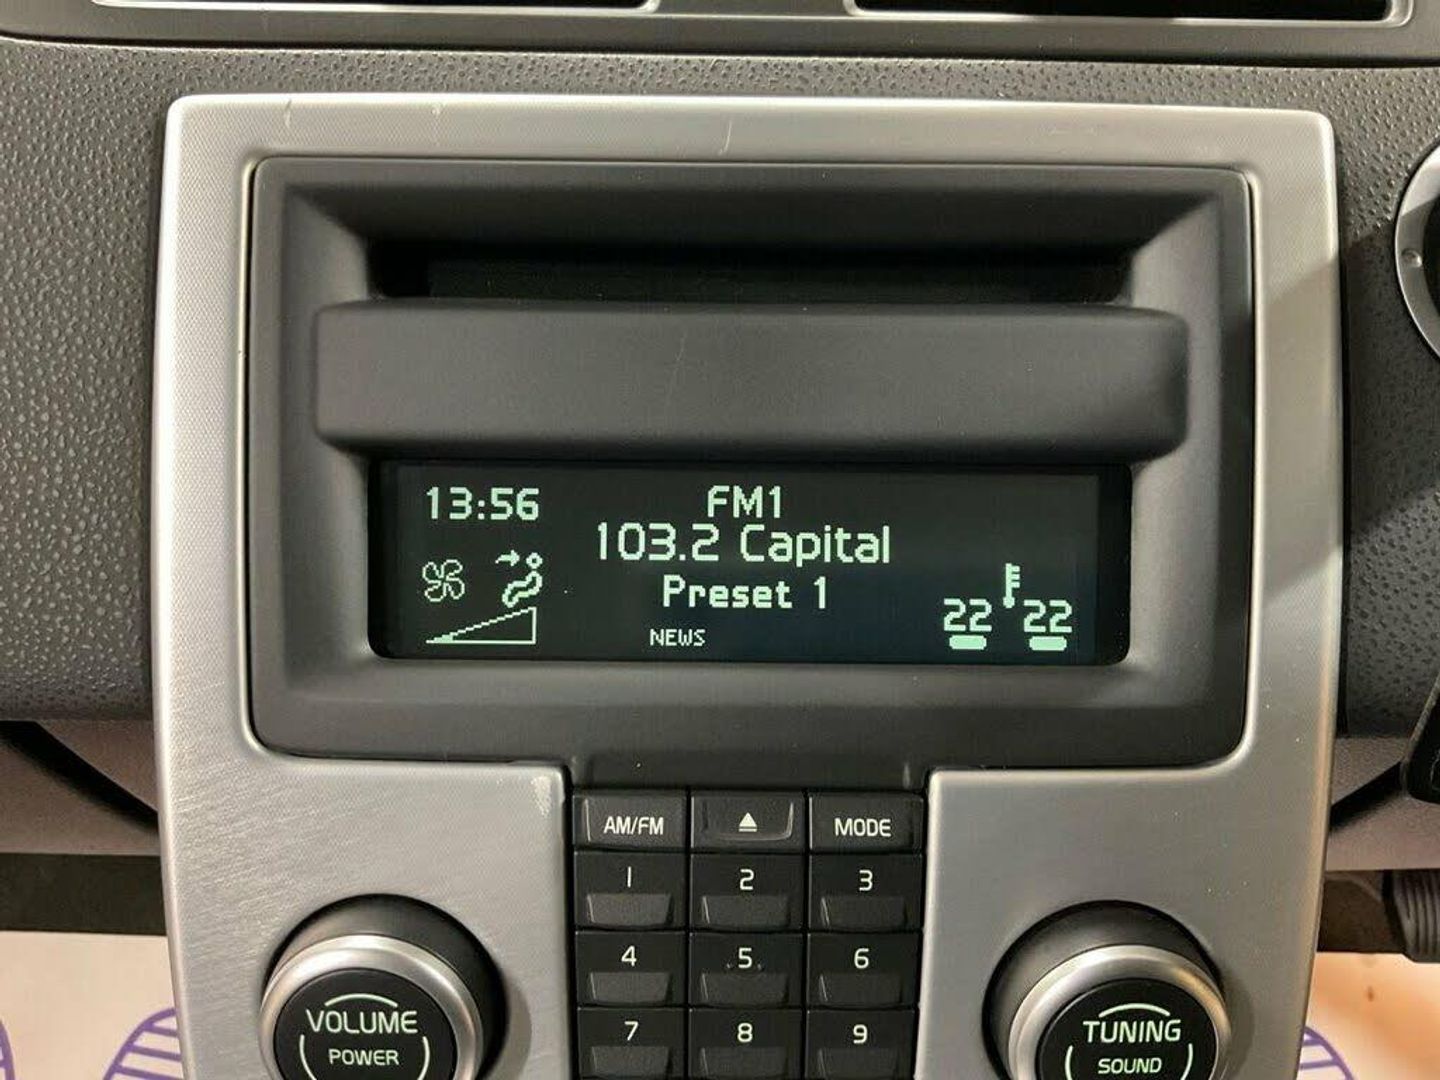 13:56
FM1
103.2 Capital
Preset 1
NEWS
22 22
AM/FM
MODE
1 2 3
4 5 6
7 8 9
VOLUME
POWER
TUNING
SOUND